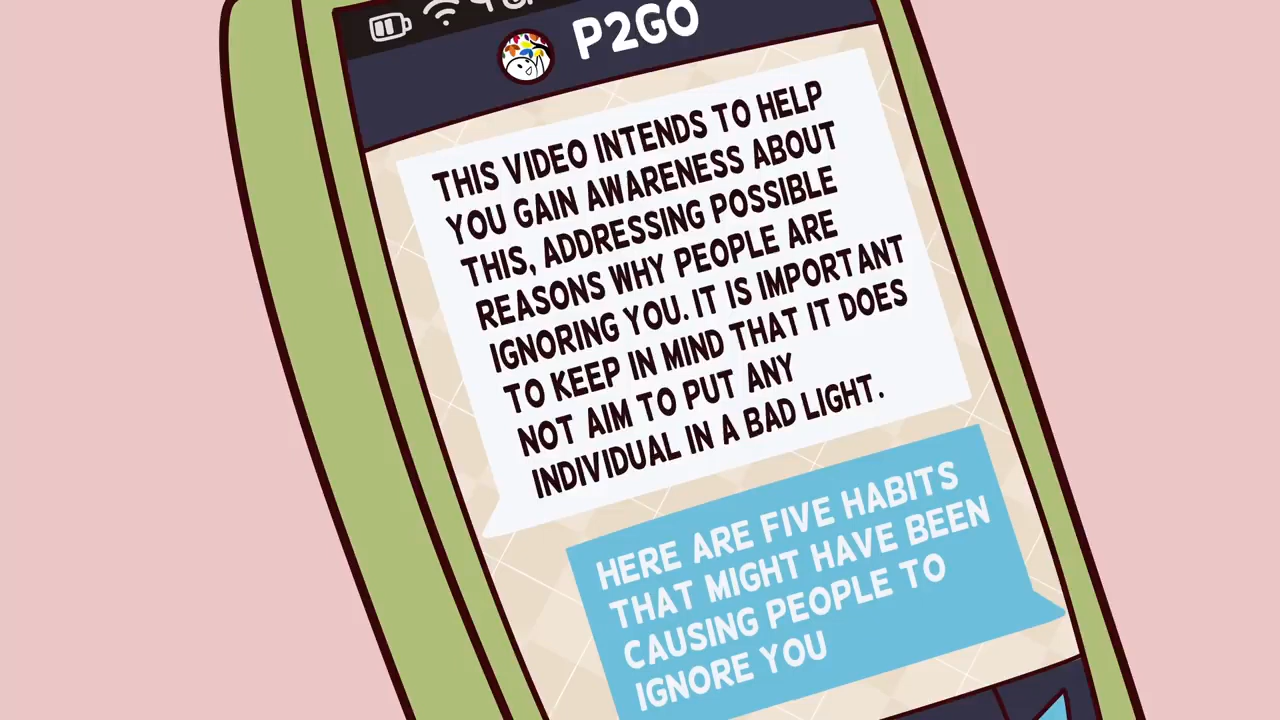 P2GO
THIS VIDEO INTENDS TO HELP
YOU GAIN AWARENESS ABOUT
THIS, ADDRESSING POSSIBLE
REASONS WHY PEOPLE ARE
IGNORING YOU. IT IS IMPORTANT
TO KEEP IN MIND THAT IT DOES
NOT AIM TO PUT ANY
INDIVIDUAL IN A BAD LIGHT.
HERE ARE FIVE HABITS
THAT MIGHT HAVE BEEN
CAUSING PEOPLE TO
IGNORE YOU